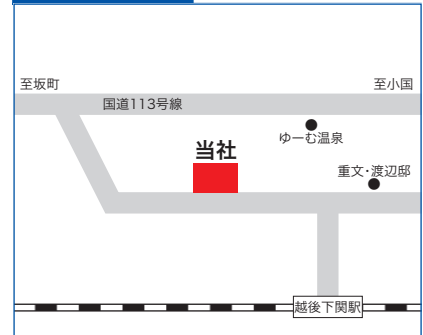 至坂町
至小国
国道113号線
ゆーむ温泉
当社
重文・渡辺邸
越後下関駅